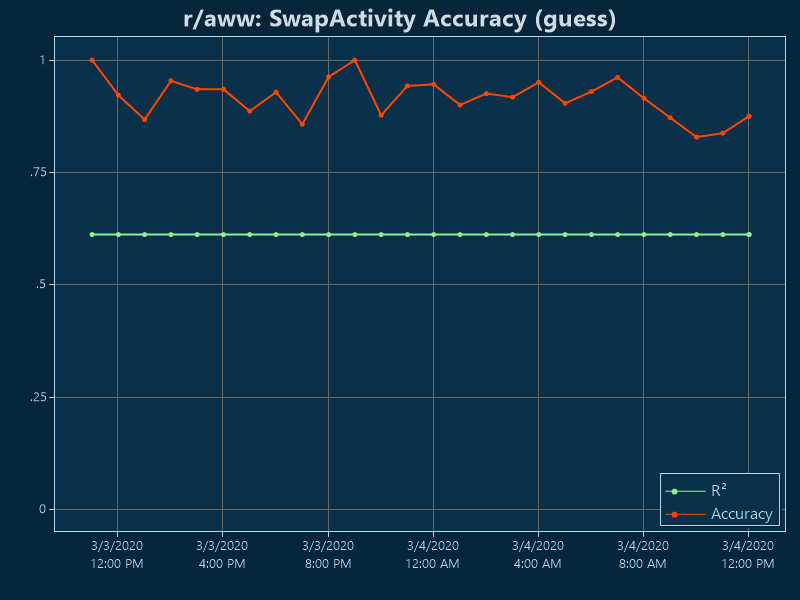 r/aww: SwapActivity Accuracy (guess)
1
.75
.5
.25
0
R²
Accuracy
3/3/2020 3/3/2020 3/3/2020 3/4/2020 3/4/2020 3/4/2020 3/4/2020
12:00 PM 4:00 PM 8:00 PM 12:00 AM 4:00 AM 8:00 AM 12:00 PM